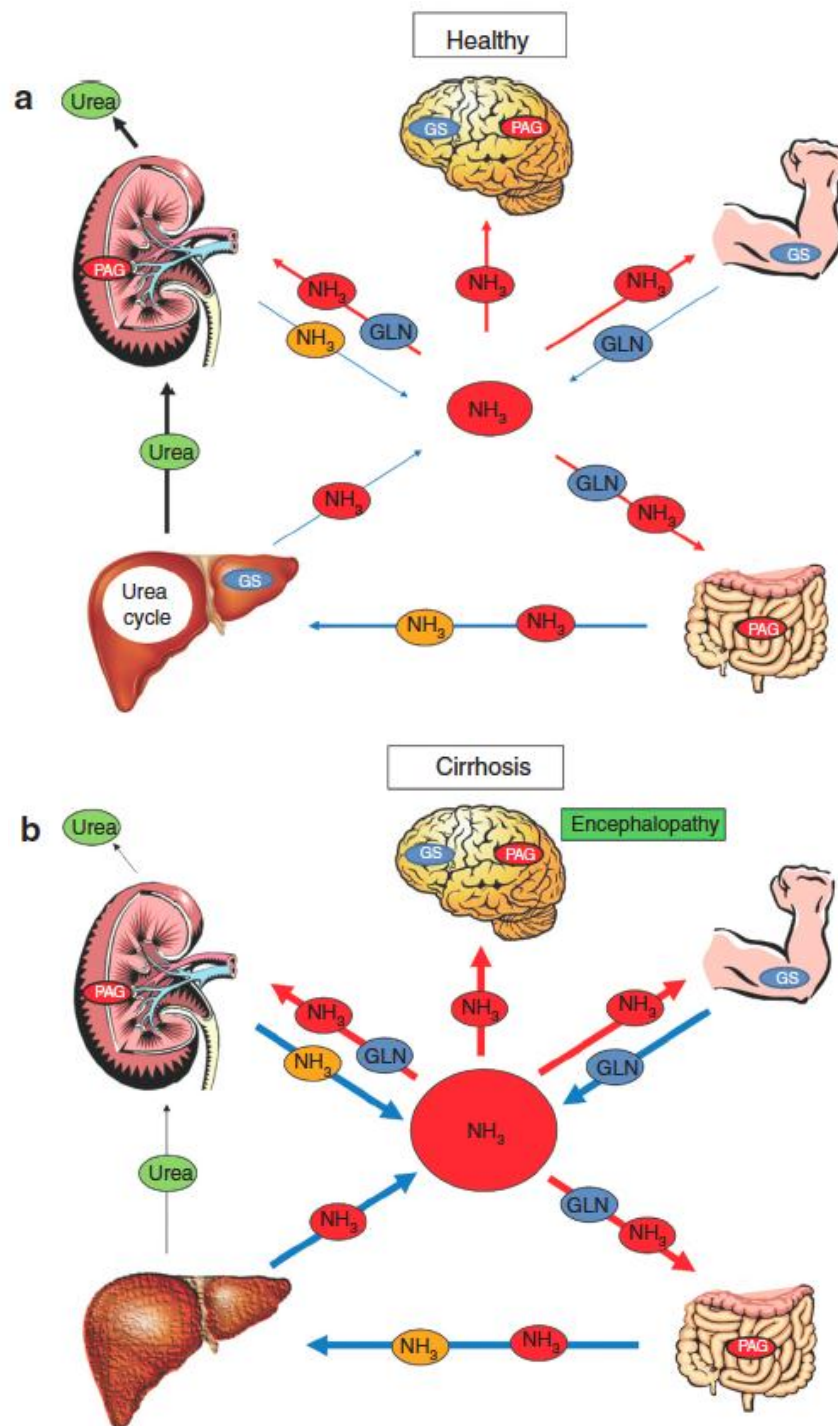 Healthy
a
Urea
GS PAG
PAG
GS
NH₃
NH₃
NH₃
GLN
NH₃
GLN
NH₃
Urea
GLN
NH₃
NH₃
Urea
cycle
GS
NH₃
NH₃
PAG
Cirrhosis
b
Urea
Encephalopathy
GS PAG
PAG
GS
NH₃
NH₃
NH₃
GLN
NH₃
GLN
NH₃
Urea
NH₃
GLN
NH₃
NH₃
NH₃
PAG